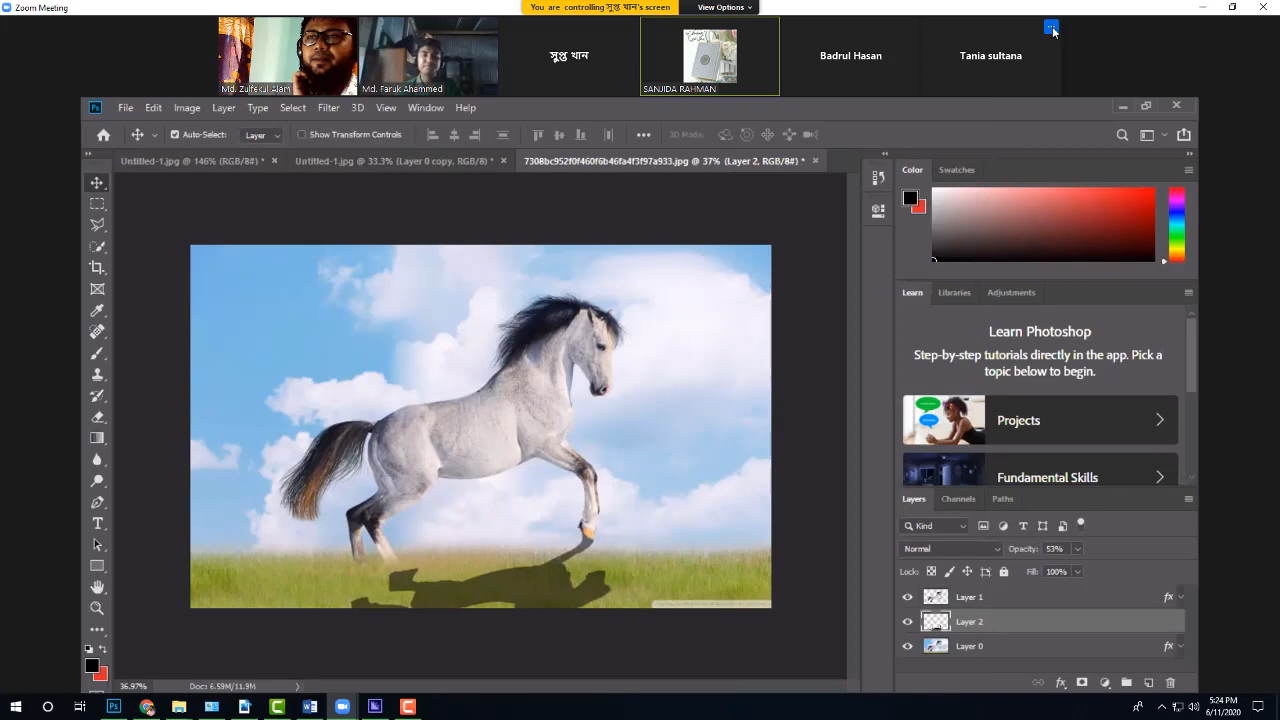 Zoom Meeting
You are controlling সুপ্ত খান's screen
View Options
Md. Zulfekul Alam
Md. Faruk Ahammed
সুপ্ত খান
SANJIDA RAHMAN
Badrul Hasan
Tania sultana
Ps File Edit Image Layer Type Select Filter 3D View Window Help
Auto-Select: Layer Show Transform Controls 3D Mode:
Untitled-1.jpg @ 146% (RGB/8#) * Untitled-1.jpg @ 33.3% (Layer 0 copy, RGB/8) * 7308bc952f0f460f6b46fa4f3f97a933.jpg @ 37% (Layer 2, RGB/8#) *
Color Swatches
Learn Libraries Adjustments
Learn Photoshop
Step-by-step tutorials directly in the app. Pick a
topic below to begin.
Projects
Fundamental Skills
Layers Channels Paths
Kind
Normal Opacity: 53%
Lock: Fill: 100%
Layer 1 fx
Layer 2
Layer 0 fx
36.97% Doc: 6.59M/11.9M
fx
5:24 PM
6/11/2020